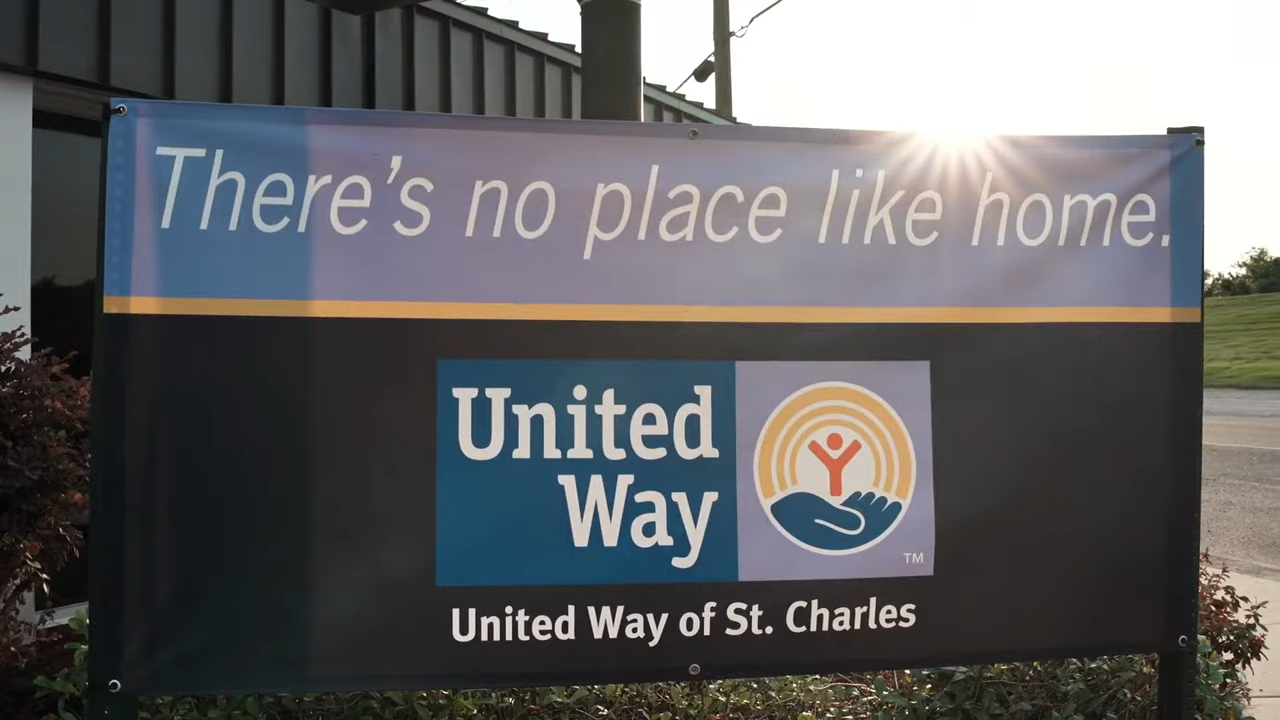 There's no place like home.
United
Way
TM
United Way of St. Charles